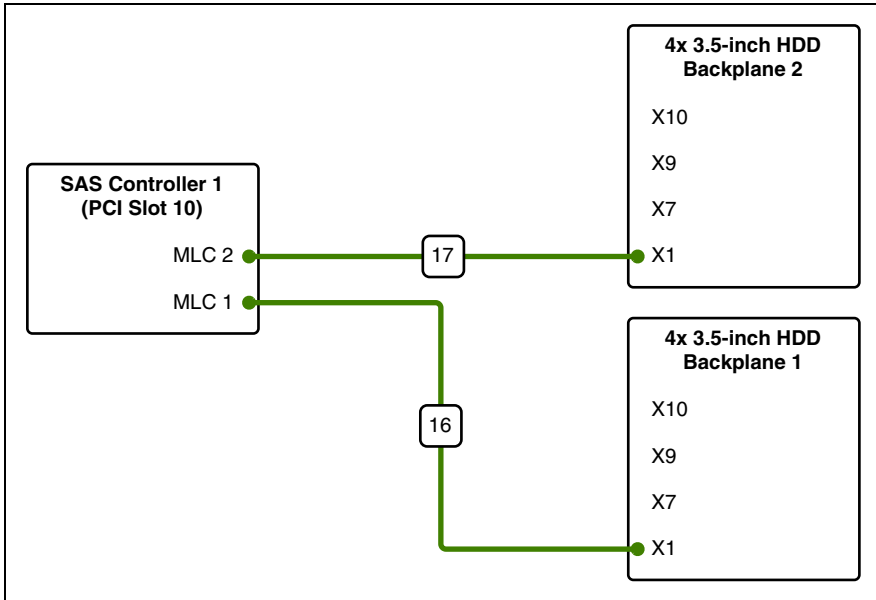 4x 3.5-inch HDD
Backplane 2
X10
X9
X7
X1
SAS Controller 1
(PCI Slot 10)
MLC 2
MLC 1
17
16
4x 3.5-inch HDD
Backplane 1
X10
X9
X7
X1